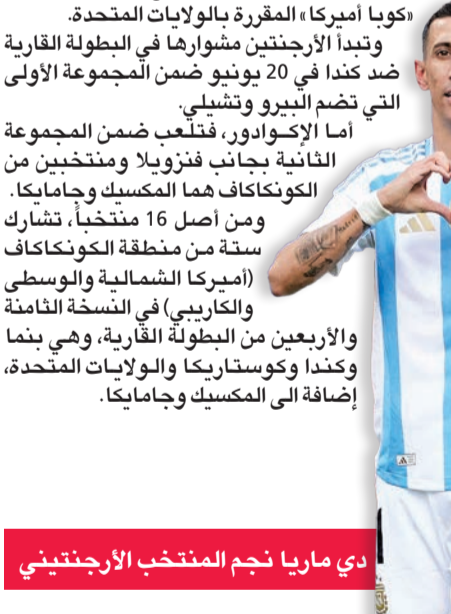 «كوبا أميركا» المقررة بالولايات المتحدة.
وتبدأ الأرجنتين مشوارها في البطولة القارية
ضد كندا في 20 يونيو ضمن المجموعة الأولى
التي تضم البيرو وتشيلي.
أما الإكوادور، فتلعب ضمن المجموعة
الثانية بجانب فنزويلا ومنتخبين من
الكونكاكاف هما المكسيك وجامايكا.
ومن أصل 16 منتخباً، تشارك
ستة من منطقة الكونكاكاف
(أميركا الشمالية والوسطى
والكاريبي) في النسخة الثامنة
والأربعين من البطولة القارية، وهي بنما
وكندا وكوستاريكا والولايات المتحدة،
إضافة الى المكسيك وجامايكا.
دي ماريا نجم المنتخب الأرجنتيني